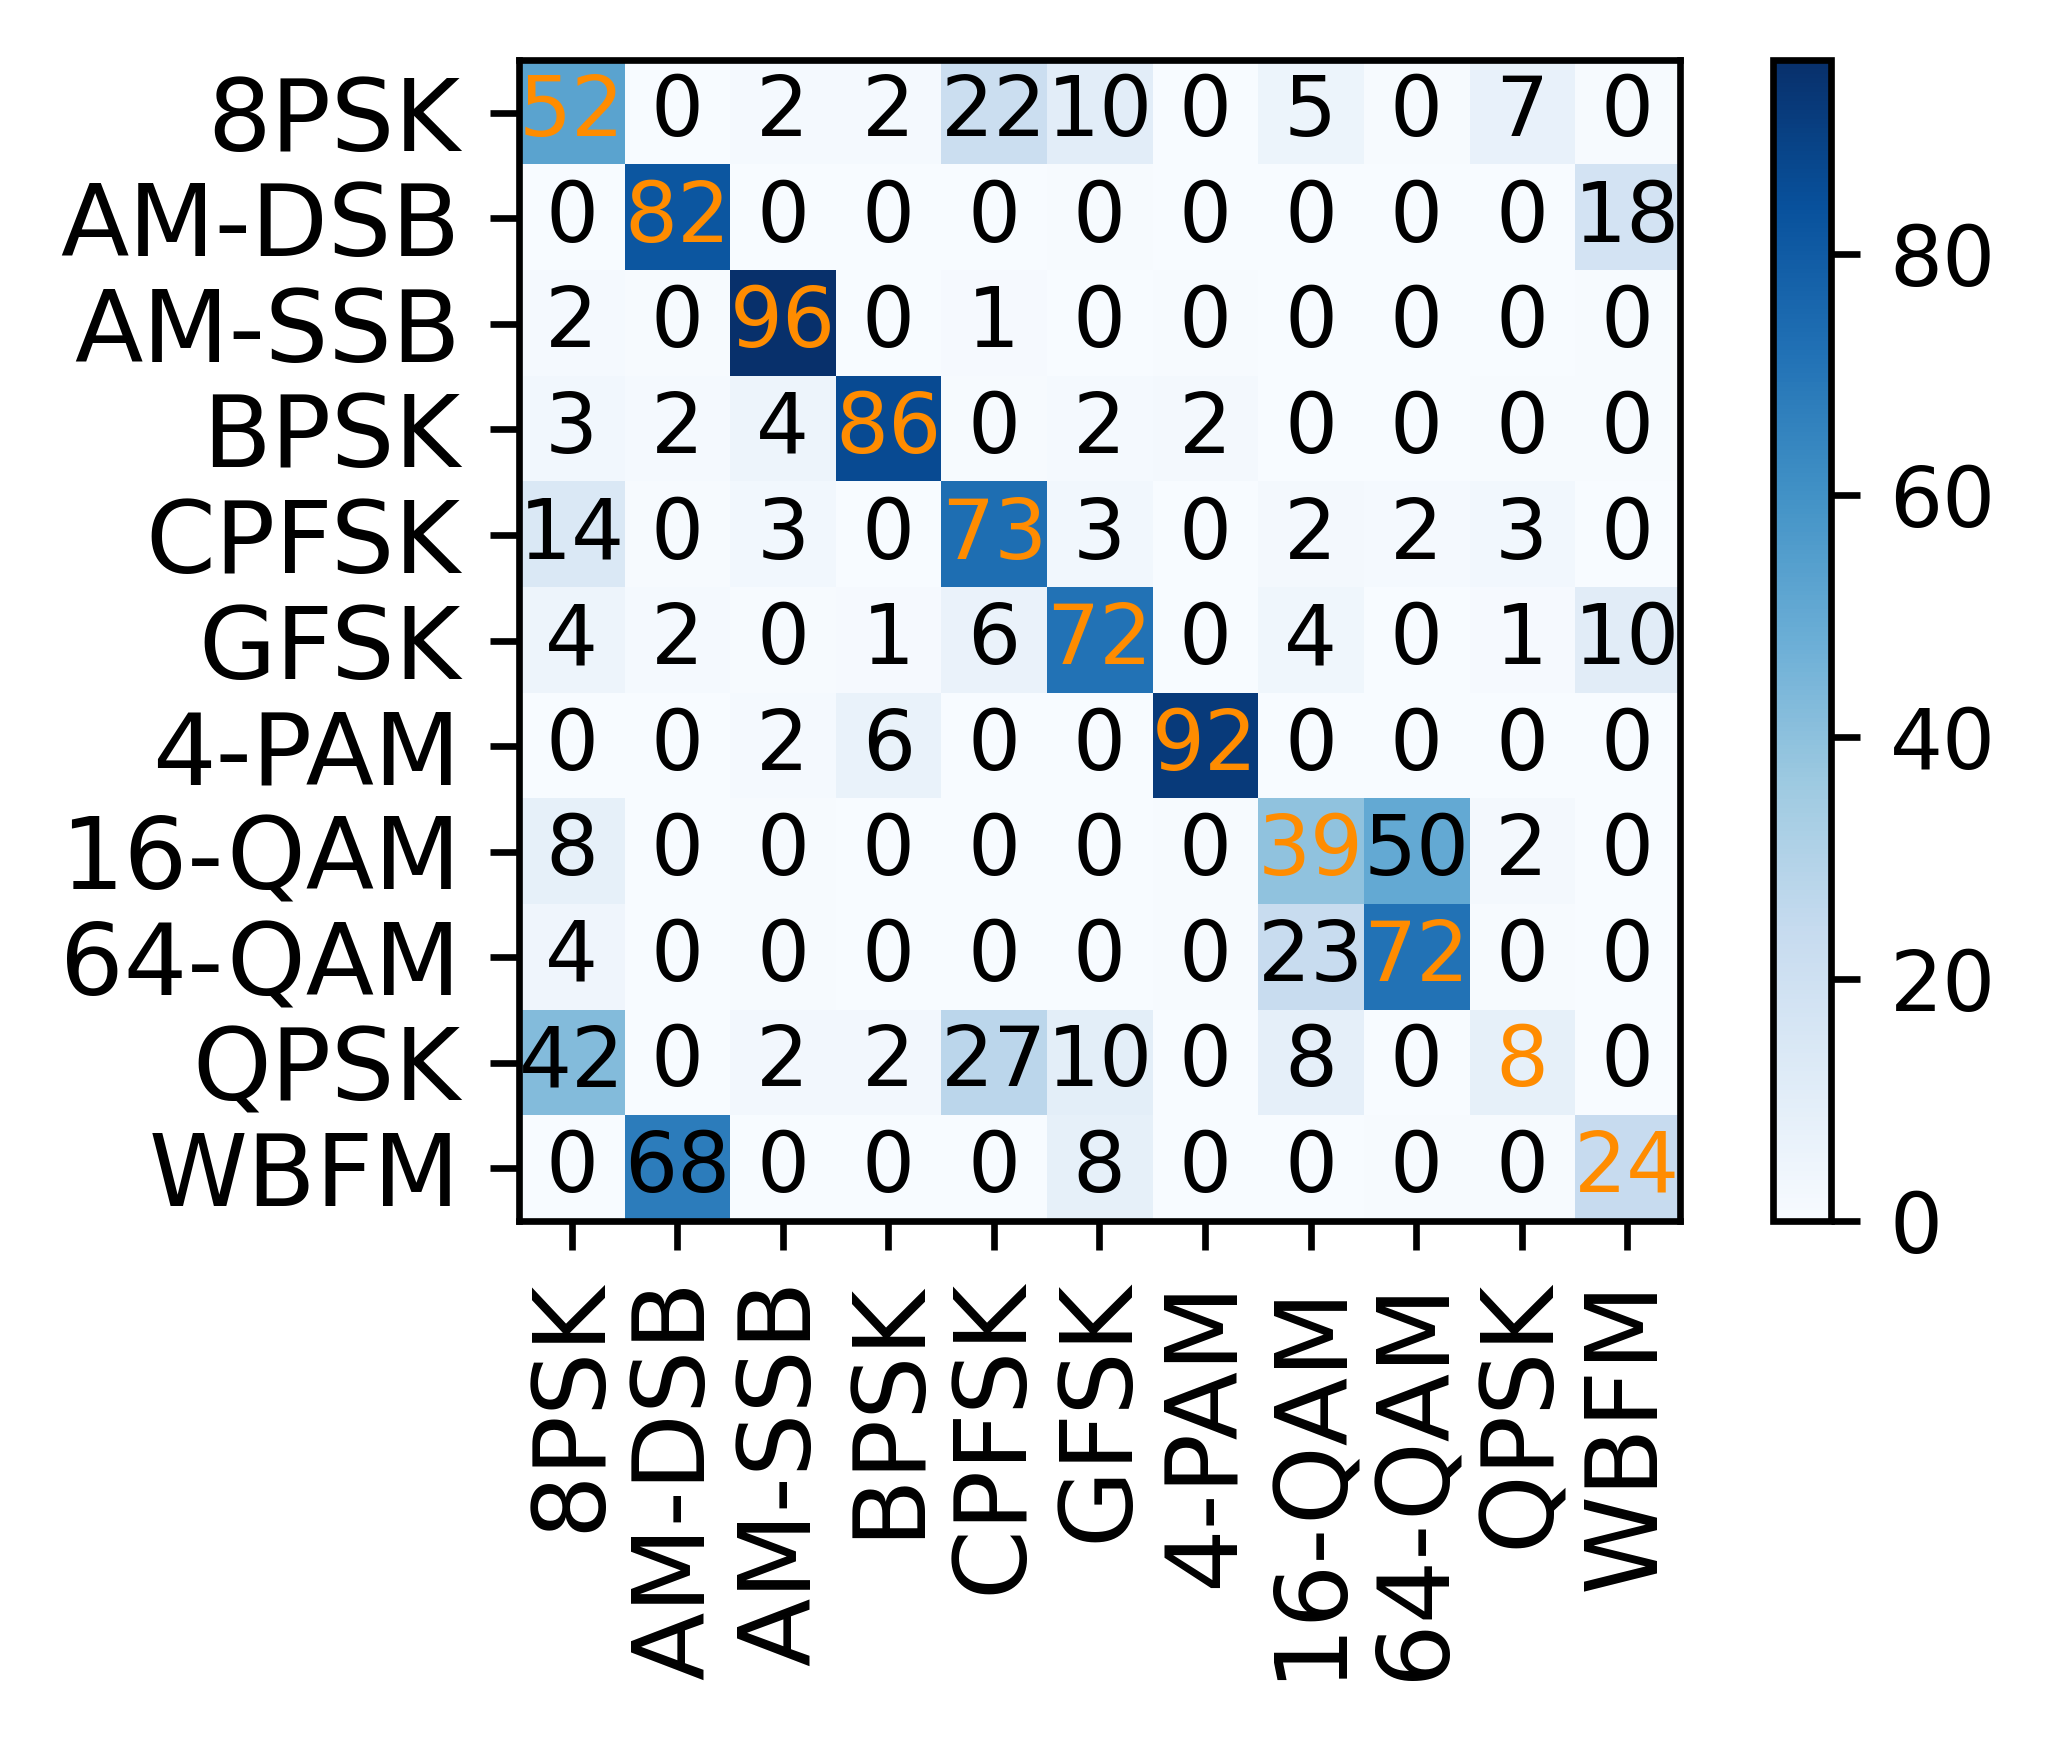 8PSK 52 0 2 2 22 10 0 5 0 7 0
AM-DSB 0 82 0 0 0 0 0 0 0 0 18
AM-SSB 2 0 96 0 1 0 0 0 0 0 0
BPSK 3 2 4 86 0 2 2 0 0 0 0
CPFSK 14 0 3 0 73 3 0 2 2 3 0
GFSK 4 2 0 1 6 72 0 4 0 1 10
4-PAM 0 0 2 6 0 0 92 0 0 0 0
16-QAM 8 0 0 0 0 0 0 39 50 2 0
64-QAM 4 0 0 0 0 0 0 23 72 0 0
QPSK 42 0 2 2 27 10 0 8 0 8 0
WBFM 0 68 0 0 0 8 0 0 0 0 24
8PSK
AM-DSB
AM-SSB
BPSK
CPFSK
GFSK
4-PAM
16-QAM
64-QAM
QPSK
WBFM
80
60
40
20
0